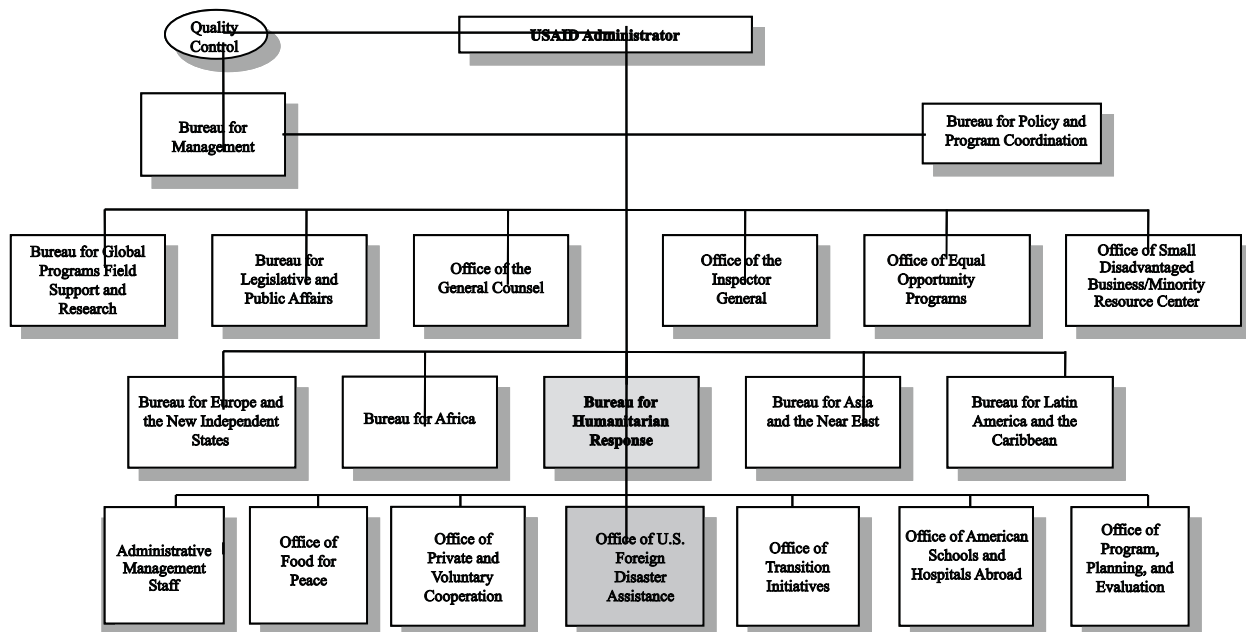 Quality
Control
USAID Administrator
Bureau for
Management
Bureau for Policy and
Program Coordination
Bureau for Global
Programs Field
Support and
Research
Bureau for
Legislative and
Public Affairs
Office of the
General Counsel
Office of the
Inspector
General
Office of Equal
Opportunity
Programs
Office of Small
Disadvantaged
Business/Minority
Resource Center
Bureau for Europe and
the New Independent
States
Bureau for Africa
Bureau for
Humanitarian
Response
Bureau for Asia
and the Near East
Bureau for Latin
America and the
Caribbean
Administrative
Management
Staff
Office of
Food for
Peace
Office of
Private and
Voluntary
Cooperation
Office of U.S.
Foreign
Disaster
Assistance
Office of
Transition
Initiatives
Office of American
Schools and
Hospitals Abroad
Office of
Program,
Planning, and
Evaluation